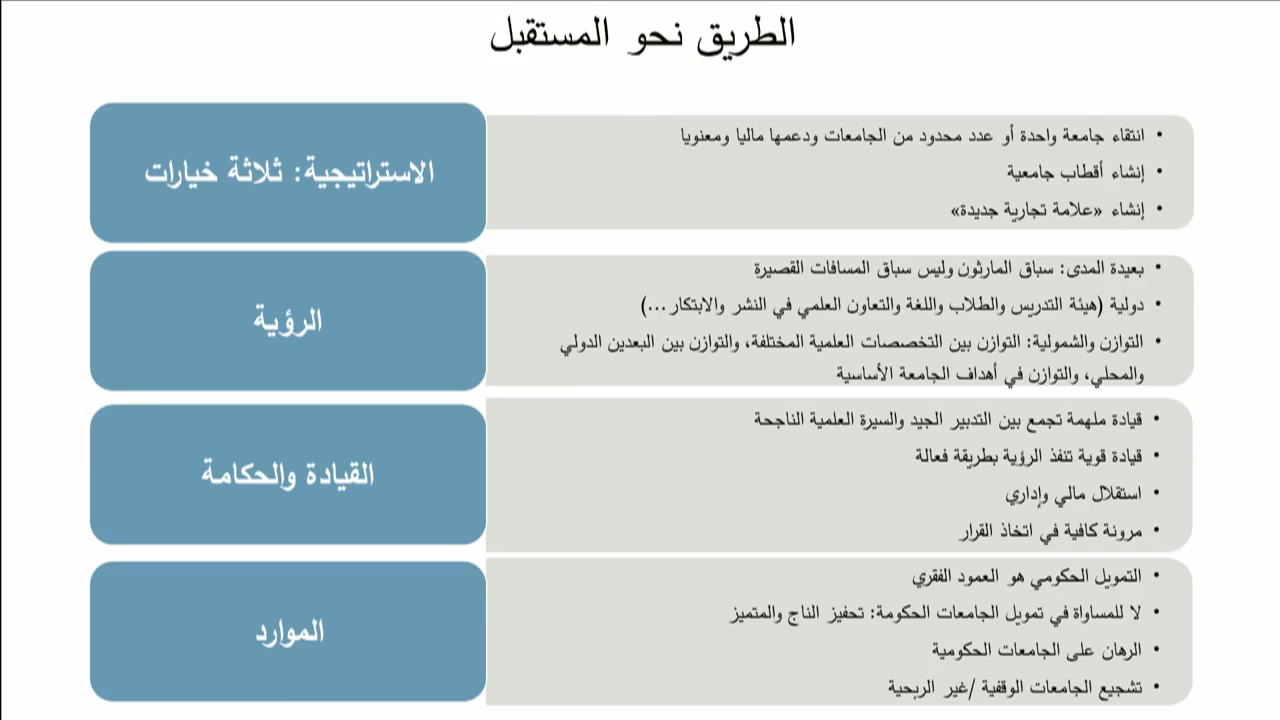 الطريق نحو المستقبل
الاستراتيجية: ثلاثة خيارات
• انتقاء جامعة واحدة أو عدد محدود من الجامعات ودعمها ماليا ومعنويا
• إنشاء أقطاب جامعية
• إنشاء «علامة تجارية جديدة»
الرؤية
• بعيدة المدى: سباق المارثون وليس سباق المسافات القصيرة
• دولية (هيئة التدريس والطلاب واللغة والتعاون العلمي في النشر والابتكار ...)
• التوازن والشمولية: التوازن بين التخصصات العلمية المختلفة، والتوازن بين البعدين الدولي
والمحلي، والتوازن في أهداف الجامعة الأساسية
القيادة والحكامة
• قيادة ملهمة تجمع بين التدبير الجيد والسيرة العلمية الناجحة
• قيادة قوية تنفذ الرؤية بطريقة فعالة
• استقلال مالي وإداري
• مرونة كافية في اتخاذ القرار
الموارد
• التمويل الحكومي هو العمود الفقري
• لا للمساواة في تمويل الجامعات الحكومة: تحفيز الناج والمتميز
• الرهان على الجامعات الحكومية
• تشجيع الجامعات الوقفية /غير الربحية